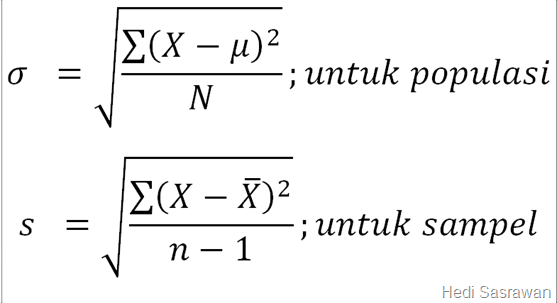 σ = √(∑(X − μ)² / N) ; untuk populasi
s = √(∑(X − X̄)² / (n − 1)) ; untuk sampel
Hedi Sasrawan